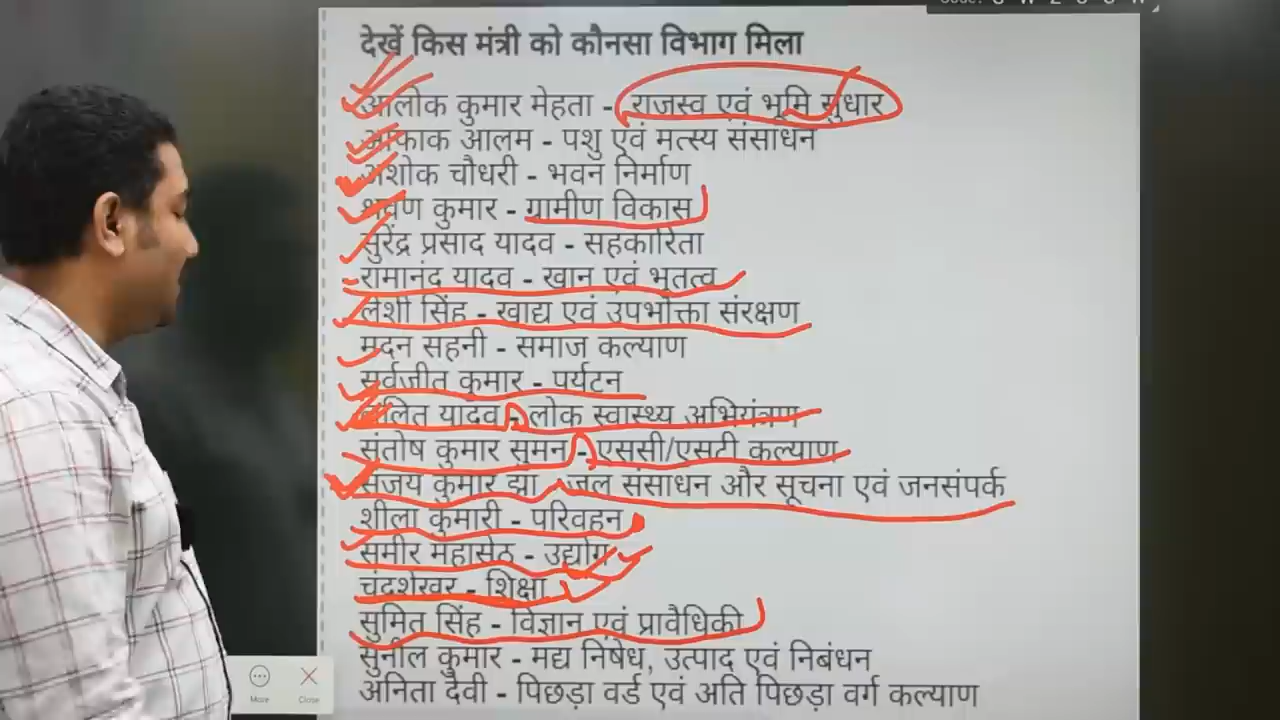 देखें किस मंत्री को कौनसा विभाग मिला
आलोक कुमार मेहता - राजस्व एवं भूमि सुधार
आफाक आलम - पशु एवं मत्स्य संसाधन
अशोक चौधरी - भवन निर्माण
श्रवण कुमार - ग्रामीण विकास
सुरेंद्र प्रसाद यादव - सहकारिता
रामानंद यादव - खान एवं भूतत्व
लेशी सिंह - खाद्य एवं उपभोक्ता संरक्षण
मदन सहनी - समाज कल्याण
सर्वजीत कुमार - पर्यटन
ललित यादव - लोक स्वास्थ्य अभियंत्रण
संतोष कुमार सुमन - एससी/एसटी कल्याण
संजय कुमार झा - जल संसाधन और सूचना एवं जनसंपर्क
शीला कुमारी - परिवहन
समीर महासेठ - उद्योग
चंद्रशेखर - शिक्षा
सुमित सिंह - विज्ञान एवं प्रावैधिकी
सुनील कुमार - मद्य निषेध, उत्पाद एवं निबंधन
अनिता देवी - पिछड़ा वर्ड एवं अति पिछड़ा वर्ग कल्याण
More
Close